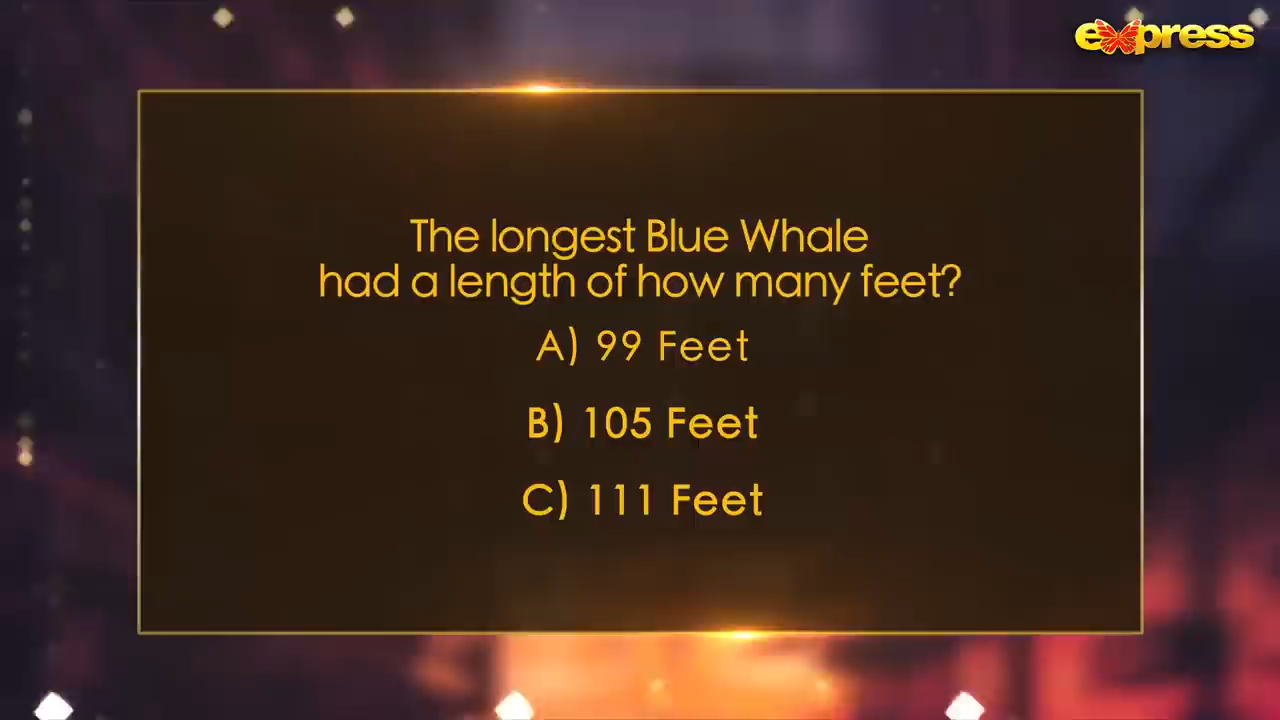 express
The longest Blue Whale
had a length of how many feet?
A) 99 Feet
B) 105 Feet
C) 111 Feet